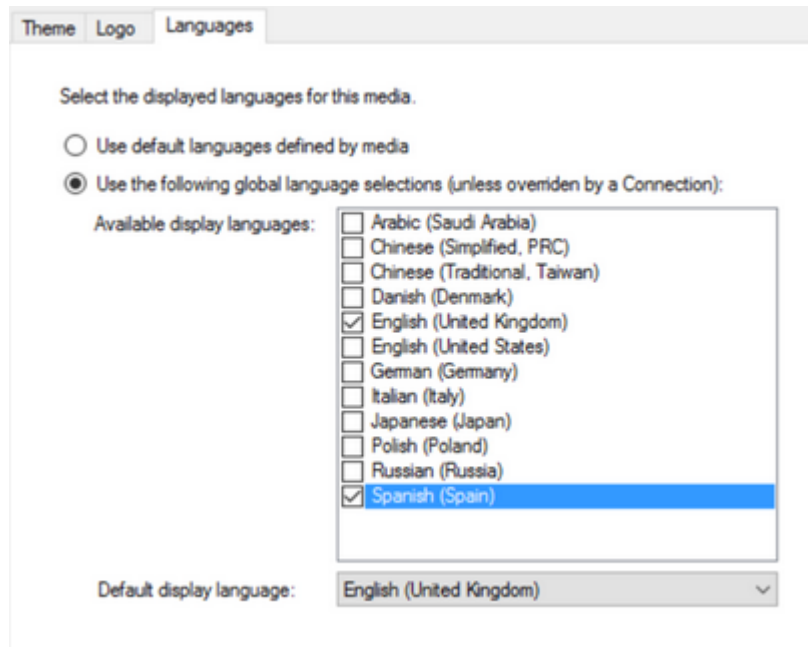 Theme Logo Languages
Select the displayed languages for this media.
Use default languages defined by media
Use the following global language selections (unless overriden by a Connection):
Available display languages:
Arabic (Saudi Arabia)
Chinese (Simplified, PRC)
Chinese (Traditional, Taiwan)
Danish (Denmark)
English (United Kingdom)
English (United States)
German (Germany)
Italian (Italy)
Japanese (Japan)
Polish (Poland)
Russian (Russia)
Spanish (Spain)
Default display language: English (United Kingdom)